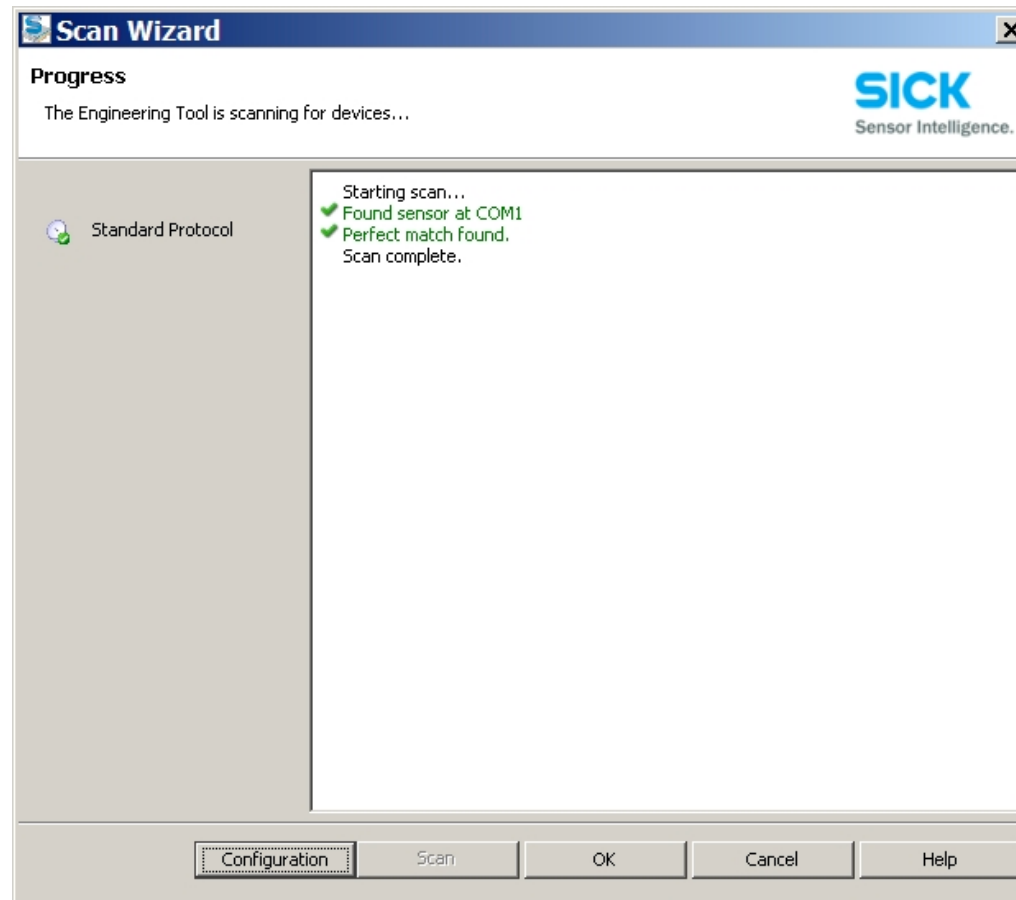 Scan Wizard
Progress
The Engineering Tool is scanning for devices...
SICK
Sensor Intelligence.
Standard Protocol
Starting scan...
Found sensor at COM1
Perfect match found.
Scan complete.
Configuration
Scan
OK
Cancel
Help